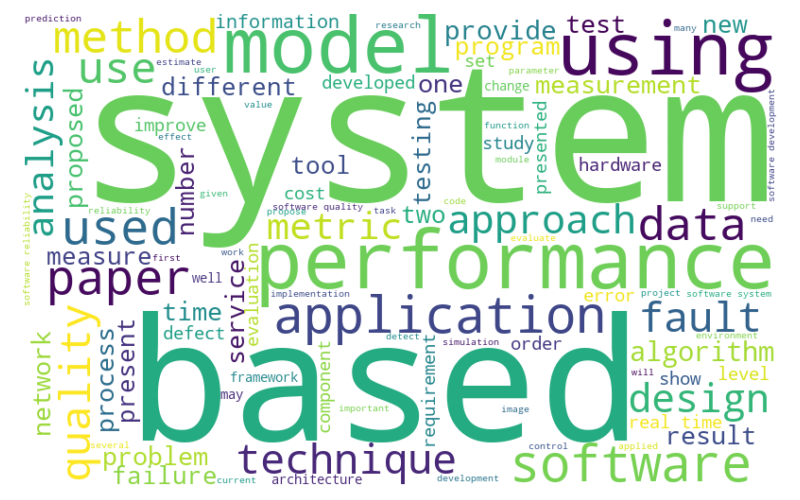 prediction
information
research
provide
many
new
method
model
using
test
estimate
user
program
parameter
use
different
developed
one
set
change
measurement
value
system
analysis
proposed
improve
effect
number
tool
testing
function
study
presented
hardware
module
software development
given
cost
code
support
reliability
software quality
task
propose
metric
two
approach
data
need
used
software reliability
measure
first
well
work
evaluate
performance
paper
service
evaluation
implementation
error
project
software system
time
defect
application
fault
quality
network
process
present
based
detect
simulation
order
environment
algorithm
framework
may
component
requirement
will
show
level
important
image
design
real time
several
problem
technique
control
applied
result
failure
current
architecture
development
software